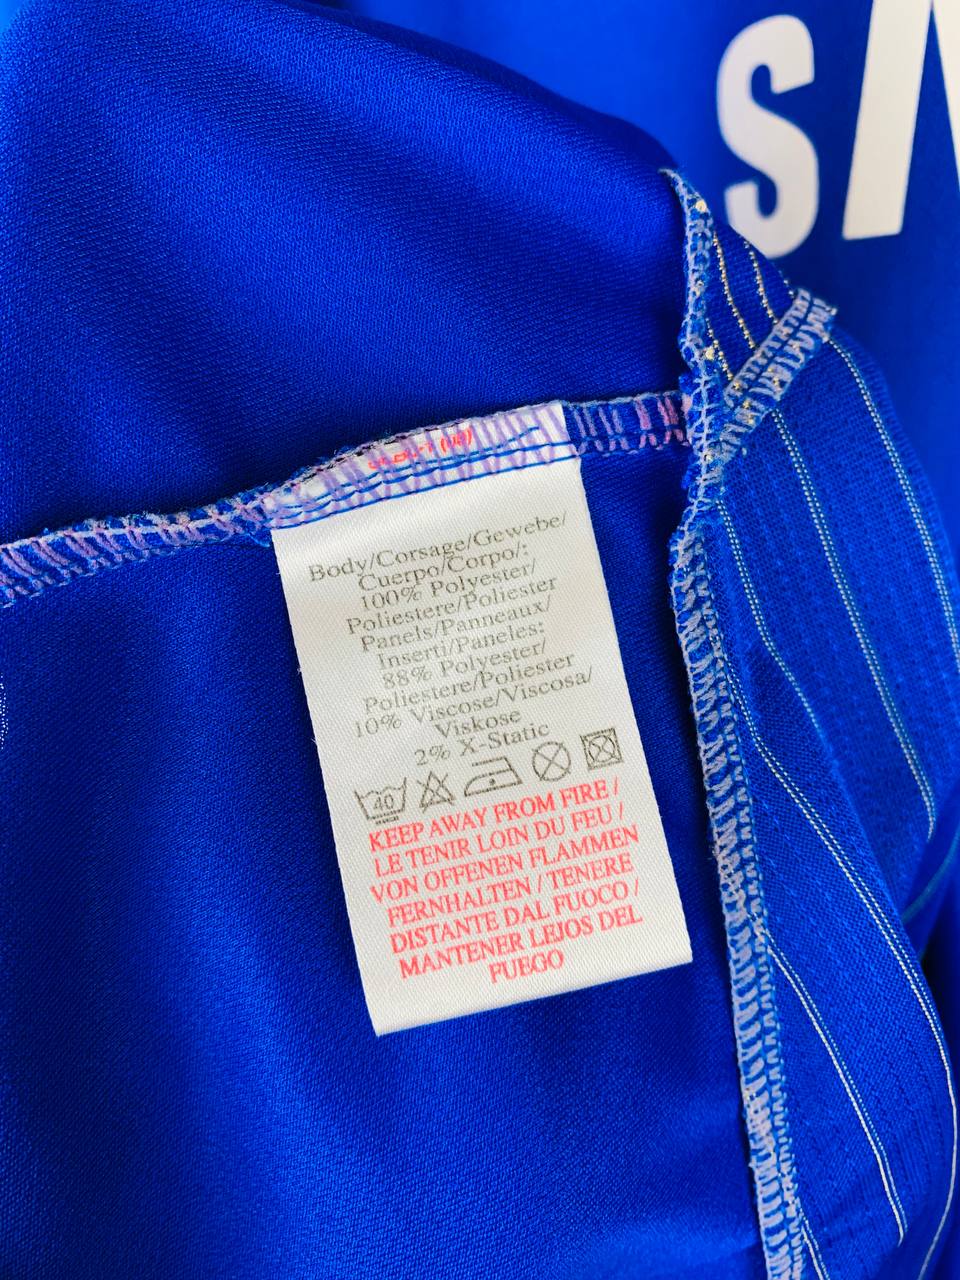 SA
Body/Corsage/Gewebe/
Cuerpo/Corpo/:
100% Polyester/
Poliestere/Poliester
Panels/Panneaux/
Inserti/Paneles:
88% Polyester/
Poliestere/Poliester
10% Viscose/Viscosa/
Viskose
2% X-Static
40
KEEP AWAY FROM FIRE /
LE TENIR LOIN DU FEU /
VON OFFENEN FLAMMEN
FERNHALTEN / TENERE
DISTANTE DAL FUOCO /
MANTENER LEJOS DEL
FUEGO